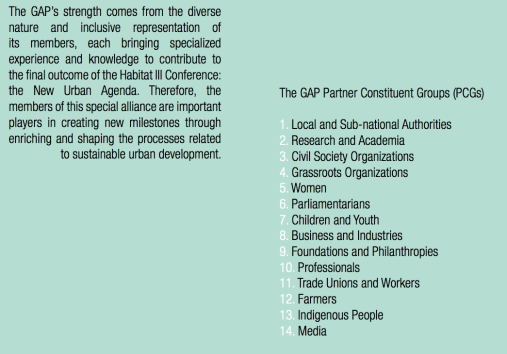 The GAP's strength comes from the diverse
nature and inclusive representation of
its members, each bringing specialized
experience and knowledge to contribute to
the final outcome of the Habitat III Conference:
the New Urban Agenda. Therefore, the
members of this special alliance are important
players in creating new milestones through
enriching and shaping the processes related
to sustainable urban development.
The GAP Partner Constituent Groups (PCGs)
1. Local and Sub-national Authorities
2. Research and Academia
3. Civil Society Organizations
4. Grassroots Organizations
5. Women
6. Parliamentarians
7. Children and Youth
8. Business and Industries
9. Foundations and Philanthropies
10. Professionals
11. Trade Unions and Workers
12. Farmers
13. Indigenous People
14. Media